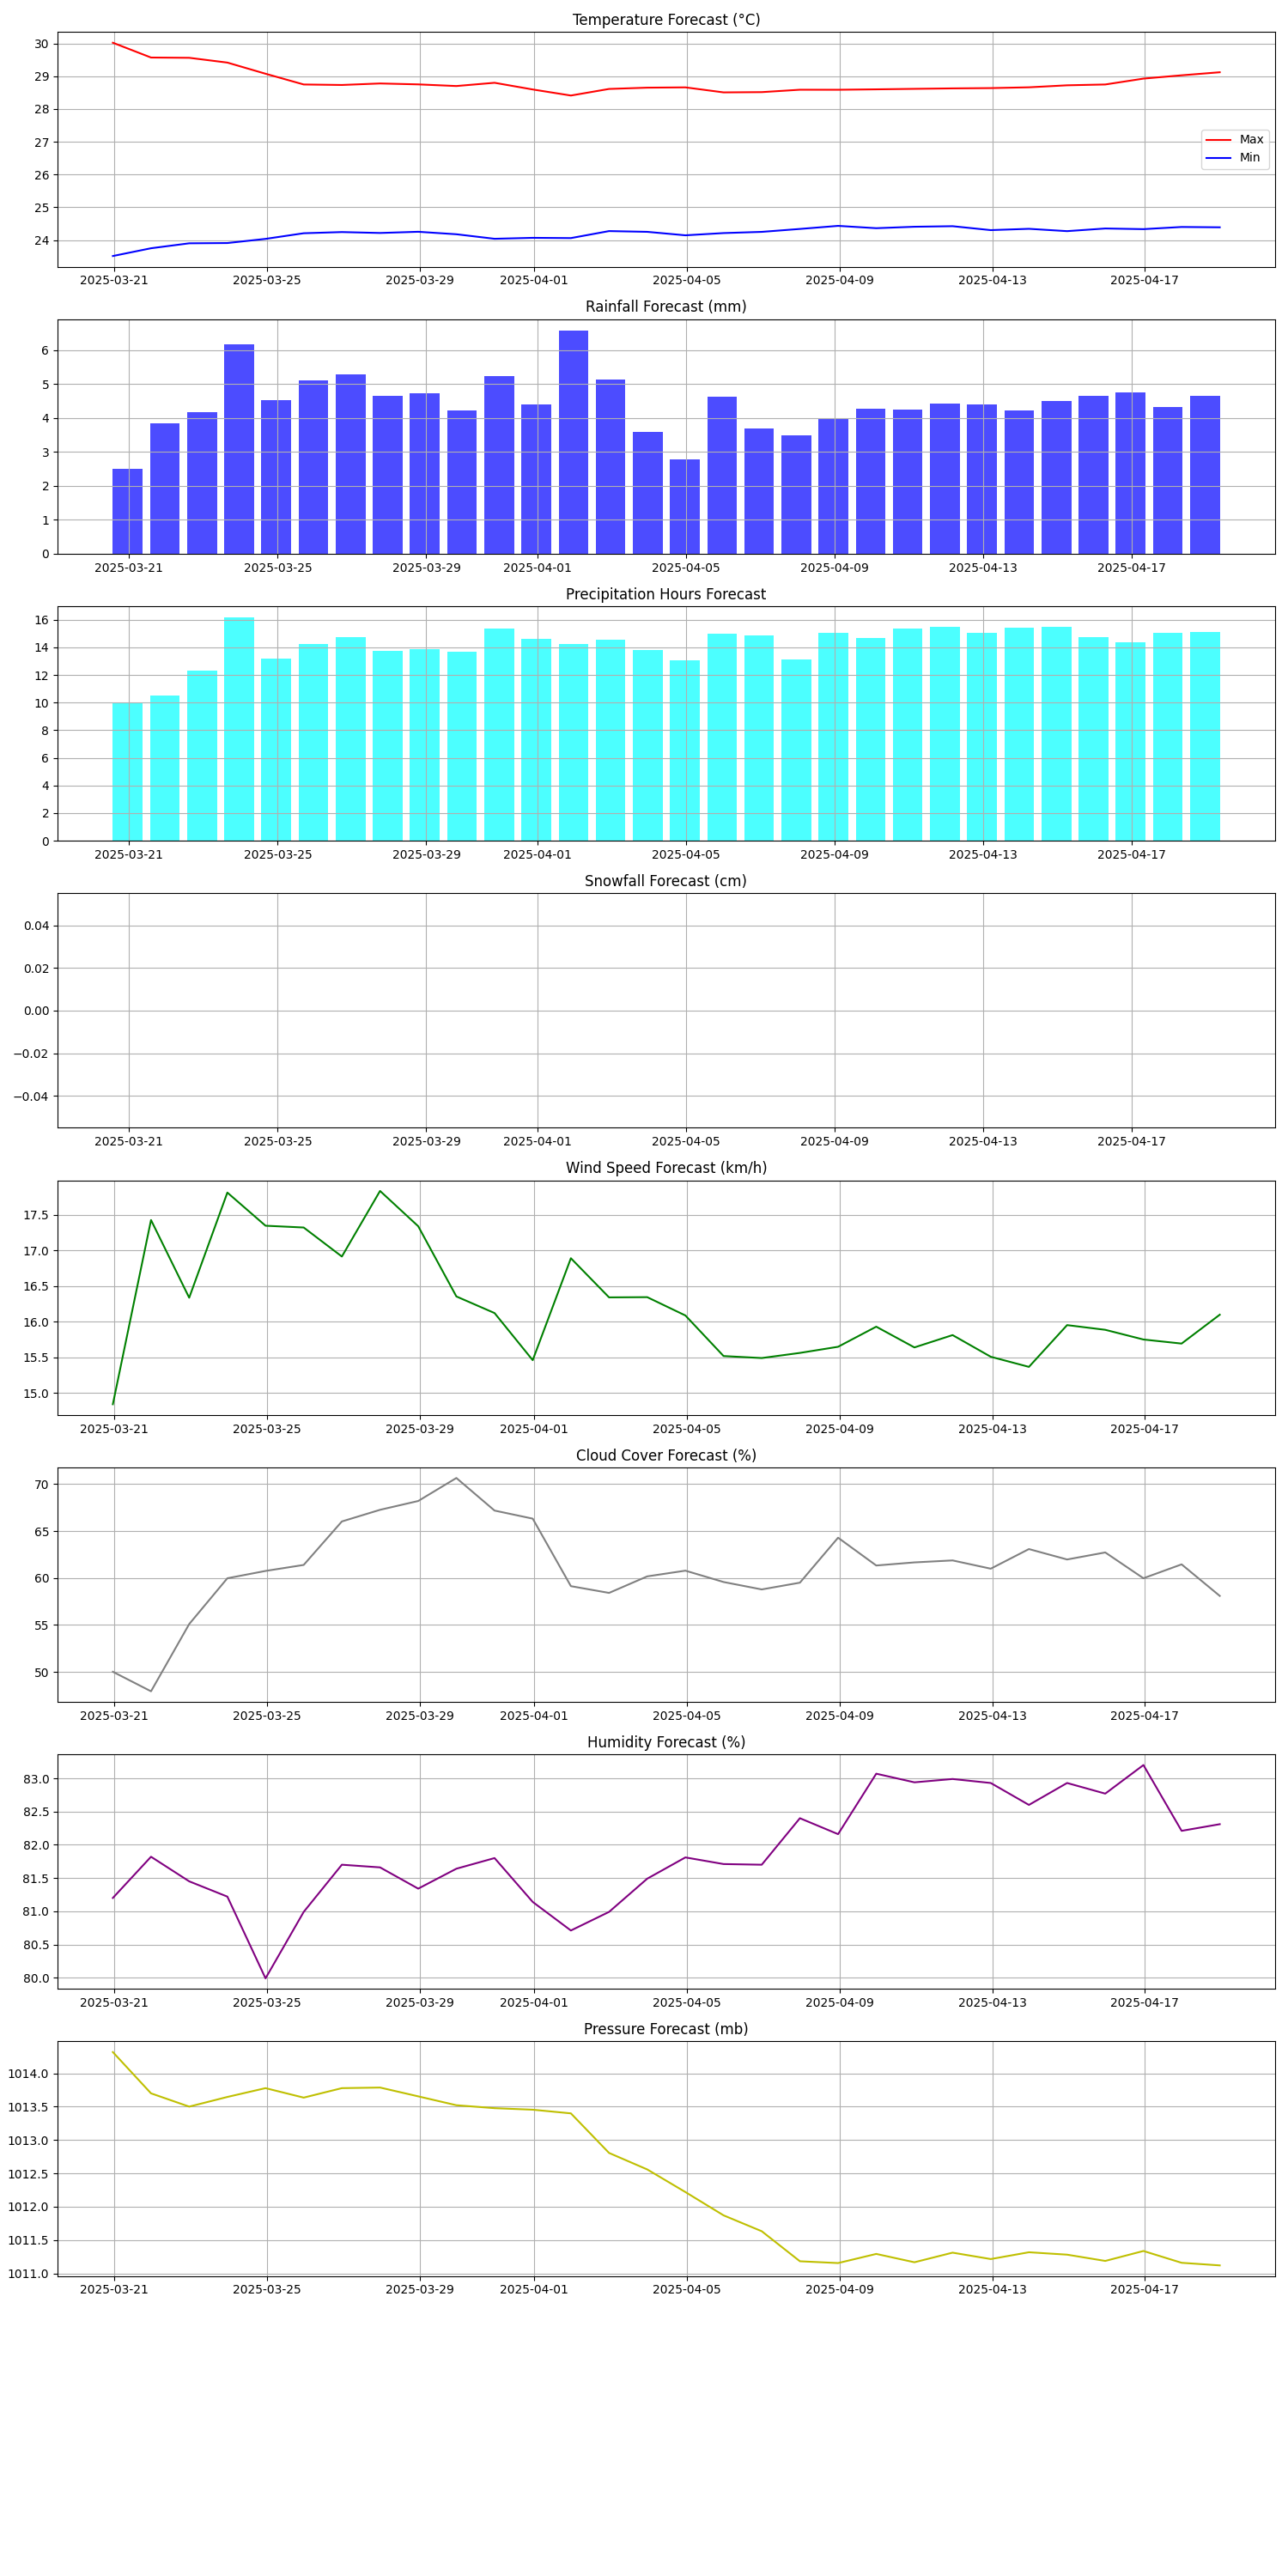 Temperature Forecast (°C)
30
29
28
27
26
25
24
Max
Min
2025-03-21 2025-03-25 2025-03-29 2025-04-01 2025-04-05 2025-04-09 2025-04-13 2025-04-17
Rainfall Forecast (mm)
6
5
4
3
2
1
0
2025-03-21 2025-03-25 2025-03-29 2025-04-01 2025-04-05 2025-04-09 2025-04-13 2025-04-17
Precipitation Hours Forecast
16
14
12
10
8
6
4
2
0
2025-03-21 2025-03-25 2025-03-29 2025-04-01 2025-04-05 2025-04-09 2025-04-13 2025-04-17
Snowfall Forecast (cm)
0.04
0.02
0.00
−0.02
−0.04
2025-03-21 2025-03-25 2025-03-29 2025-04-01 2025-04-05 2025-04-09 2025-04-13 2025-04-17
Wind Speed Forecast (km/h)
17.5
17.0
16.5
16.0
15.5
15.0
2025-03-21 2025-03-25 2025-03-29 2025-04-01 2025-04-05 2025-04-09 2025-04-13 2025-04-17
Cloud Cover Forecast (%)
70
65
60
55
50
2025-03-21 2025-03-25 2025-03-29 2025-04-01 2025-04-05 2025-04-09 2025-04-13 2025-04-17
Humidity Forecast (%)
83.0
82.5
82.0
81.5
81.0
80.5
80.0
2025-03-21 2025-03-25 2025-03-29 2025-04-01 2025-04-05 2025-04-09 2025-04-13 2025-04-17
Pressure Forecast (mb)
1014.0
1013.5
1013.0
1012.5
1012.0
1011.5
1011.0
2025-03-21 2025-03-25 2025-03-29 2025-04-01 2025-04-05 2025-04-09 2025-04-13 2025-04-17